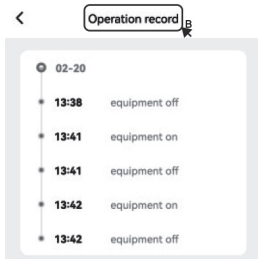 Operation record
B
02-20
13:38 equipment off
13:41 equipment on
13:41 equipment off
13:42 equipment on
13:42 equipment off